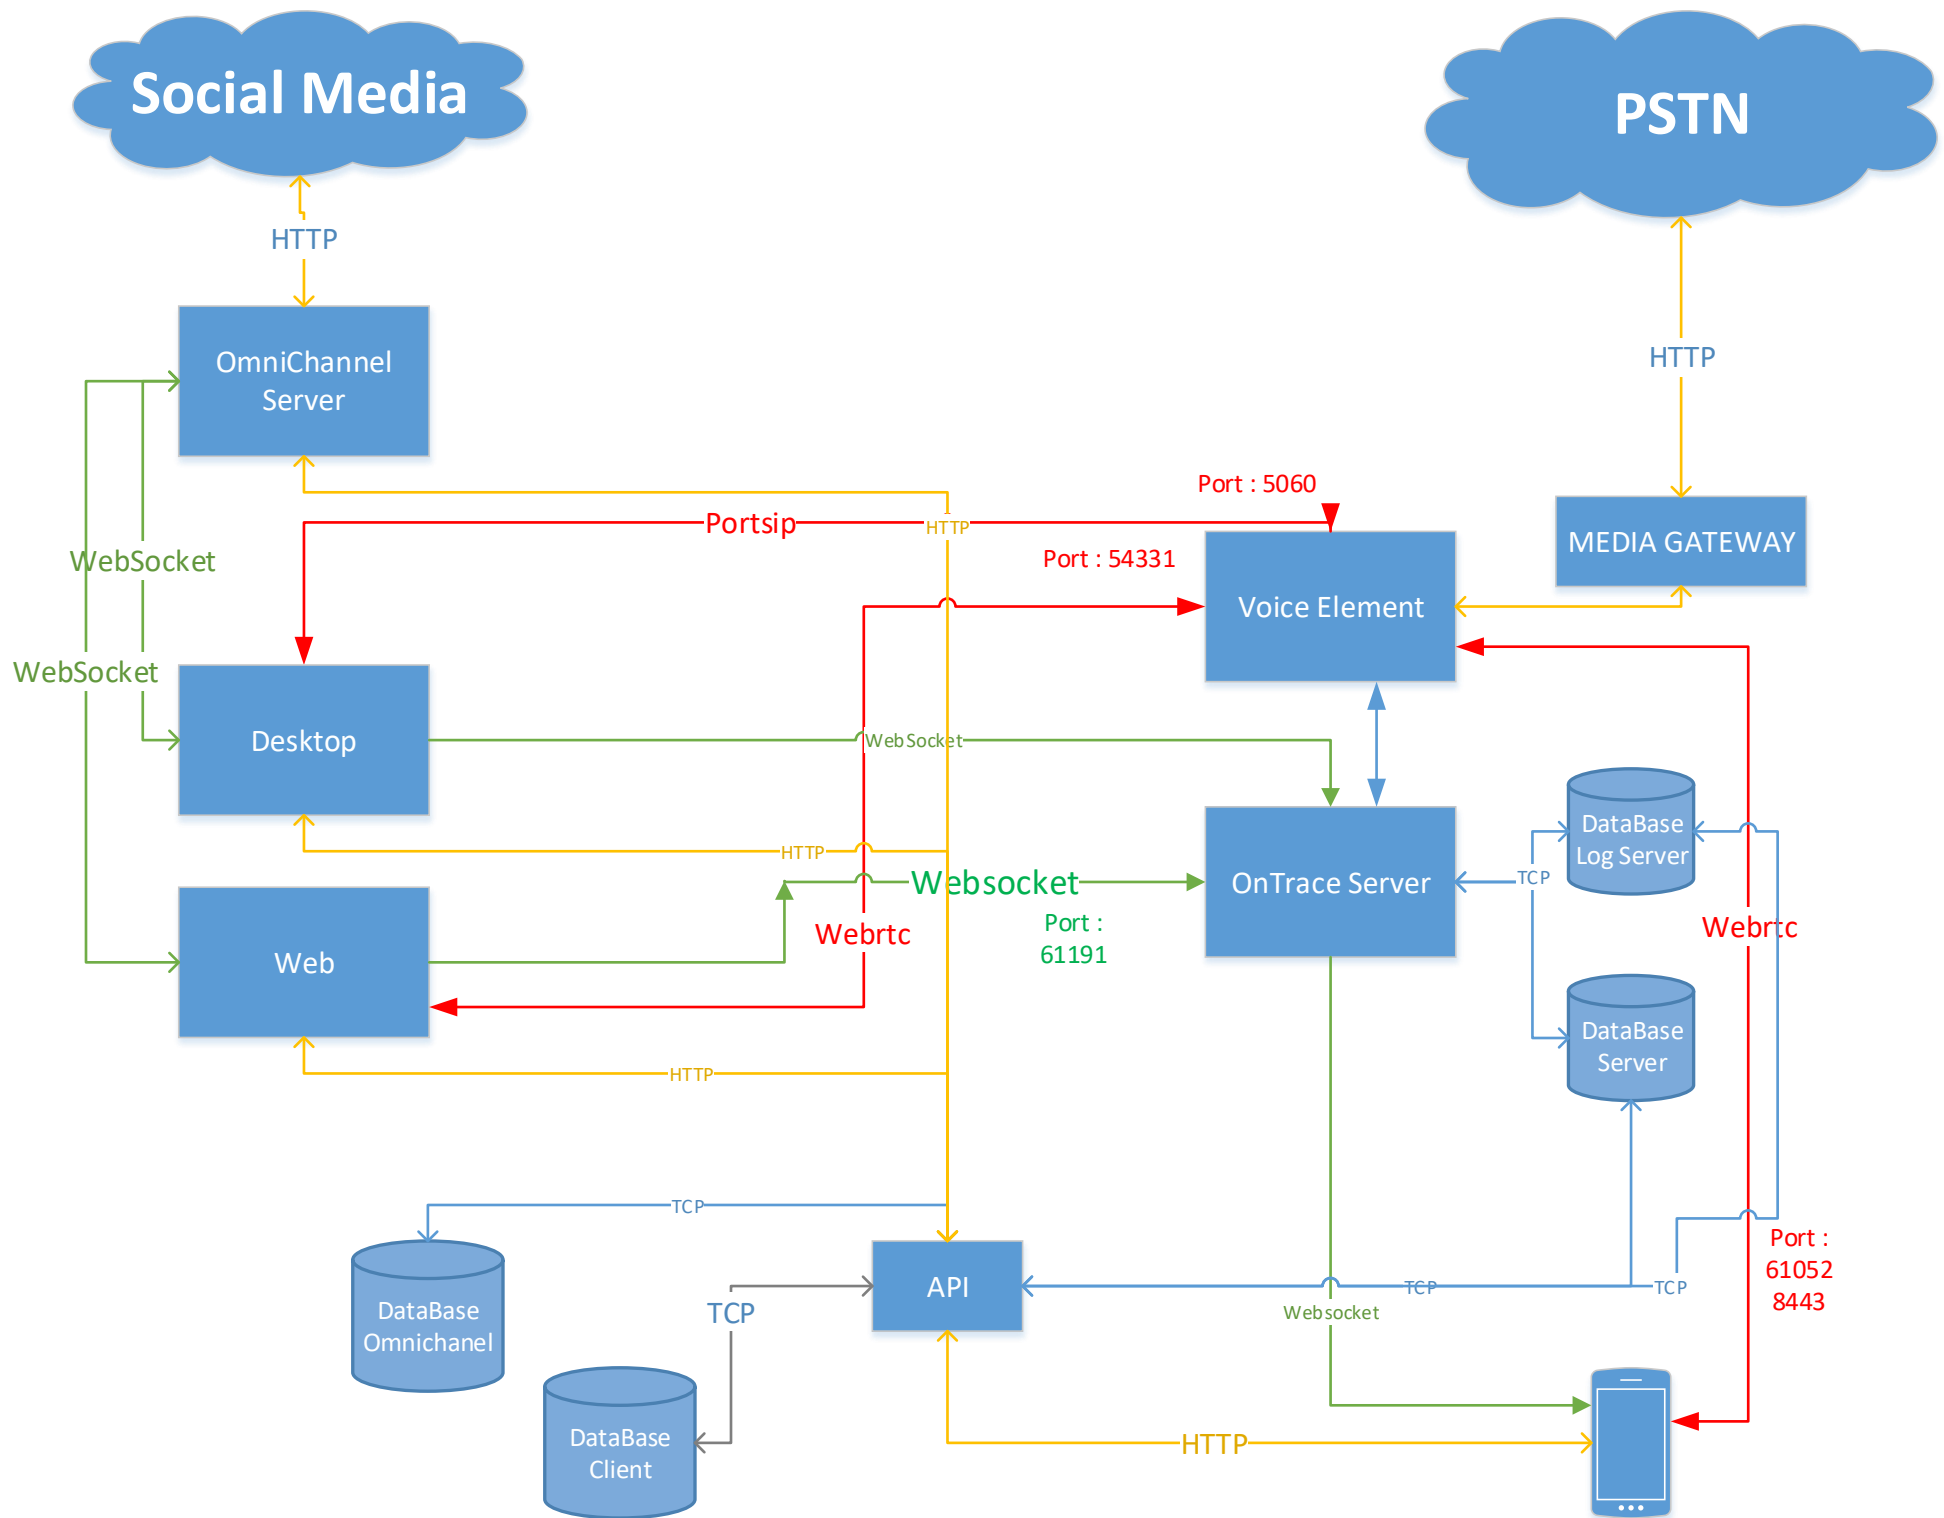 Social Media
PSTN
HTTP
OmniChannel
Server
HTTP
Port : 5060
Portsip
HTTP
MEDIA GATEWAY
WebSocket
Port : 54331
Voice Element
WebSocket
Desktop
WebSocket
DataBase
Log Server
HTTP
Websocket
OnTrace Server
TCP
Port :
61191
Webrtc
Webrtc
Web
DataBase
Server
HTTP
TCP
Port :
61052
8443
API
TCP
TCP
DataBase
Omnichanel
TCP
Websocket
DataBase
Client
HTTP